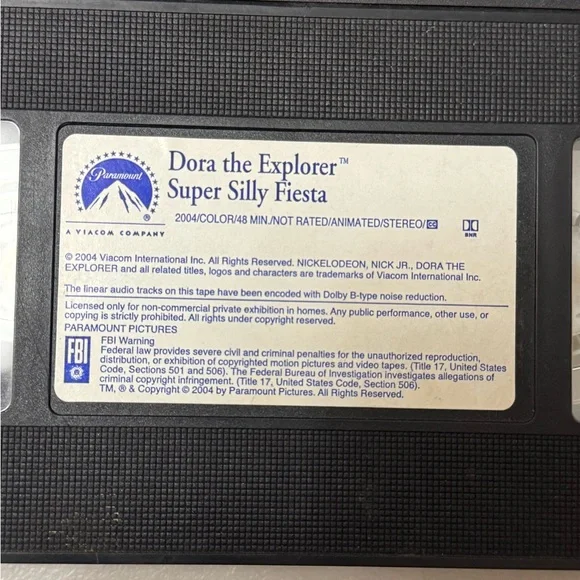 Paramount
®
A VIACOM COMPANY
Dora the Explorer™
Super Silly Fiesta
2004/COLOR/48 MIN./NOT RATED/ANIMATED/STEREO/CC
BNR
© 2004 Viacom International Inc. All Rights Reserved. NICKELODEON, NICK JR., DORA THE
EXPLORER and all related titles, logos and characters are trademarks of Viacom International Inc.
The linear audio tracks on this tape have been encoded with Dolby B-type noise reduction.
Licensed only for non-commercial private exhibition in homes. Any public performance, other use, or
copying is strictly prohibited. All rights under copyright reserved.
PARAMOUNT PICTURES
FBI
FBI Warning
Federal law provides severe civil and criminal penalties for the unauthorized reproduction,
distribution, or exhibition of copyrighted motion pictures and video tapes. (Title 17, United States
Code, Sections 501 and 506). The Federal Bureau of Investigation investigates allegations of
criminal copyright infringement. (Title 17, United States Code, Section 506).
TM, ® & Copyright © 2004 by Paramount Pictures. All Rights Reserved.